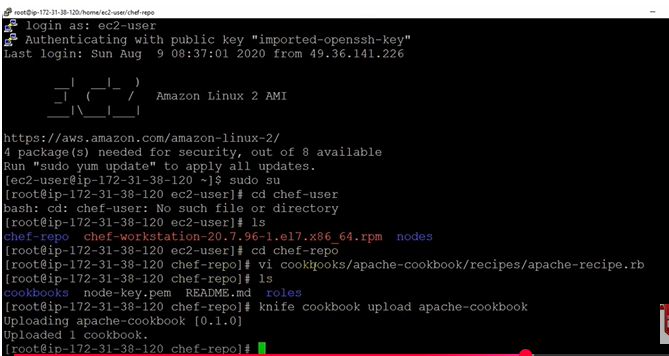 root@ip-172-31-38-120:/home/ec2-user/chef-repo
login as: ec2-user
Authenticating with public key "imported-openssh-key"
Last login: Sun Aug  9 08:37:01 2020 from 49.36.141.226
__|  __|_  )
_|  (     /   Amazon Linux 2 AMI
___|\___|___|
https://aws.amazon.com/amazon-linux-2/
4 package(s) needed for security, out of 8 available
Run "sudo yum update" to apply all updates.
[ec2-user@ip-172-31-38-120 ~]$ sudo su
[root@ip-172-31-38-120 ec2-user]# cd chef-user
bash: cd: chef-user: No such file or directory
[root@ip-172-31-38-120 ec2-user]# ls
chef-repo  chef-workstation-20.7.96-1.el7.x86_64.rpm  nodes
[root@ip-172-31-38-120 ec2-user]# cd chef-repo
[root@ip-172-31-38-120 chef-repo]# vi cookbooks/apache-cookbook/recipes/apache-recipe.rb
[root@ip-172-31-38-120 chef-repo]# ls
cookbooks  node-key.pem  README.md  roles
[root@ip-172-31-38-120 chef-repo]# knife cookbook upload apache-cookbook
Uploading apache-cookbook [0.1.0]
Uploaded 1 cookbook.
[root@ip-172-31-38-120 chef-repo]#